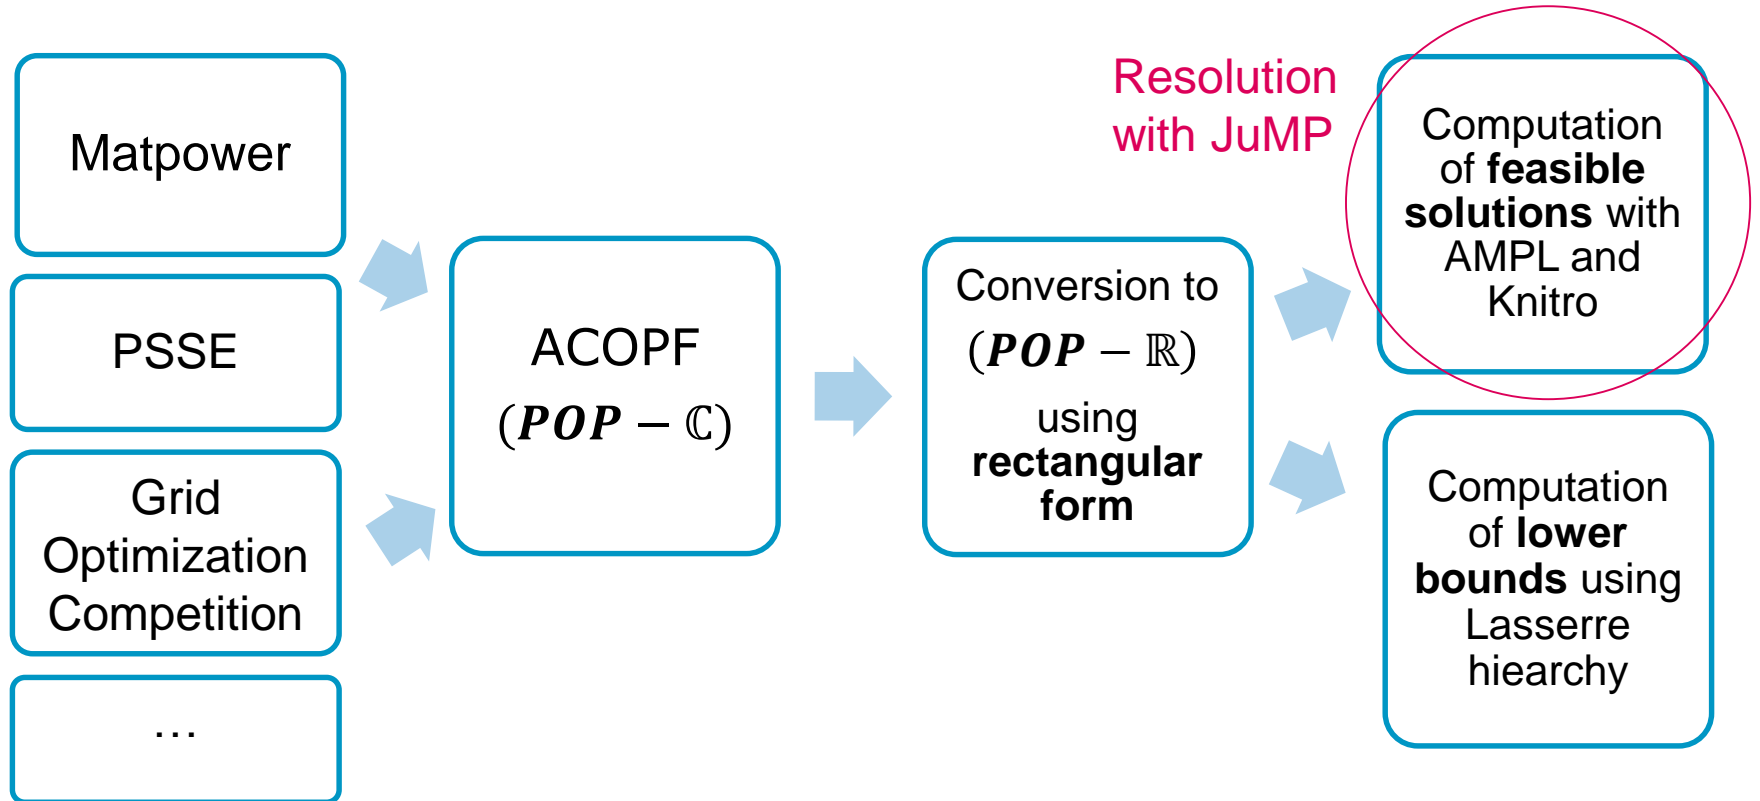 Matpower
PSSE
Grid
Optimization
Competition
…
ACOPF
(POP − ℂ)
Conversion to
(POP − ℝ)
using
rectangular
form
Resolution
with JuMP
Computation
of feasible
solutions with
AMPL and
Knitro
Computation
of lower
bounds using
Lasserre
hiearchy